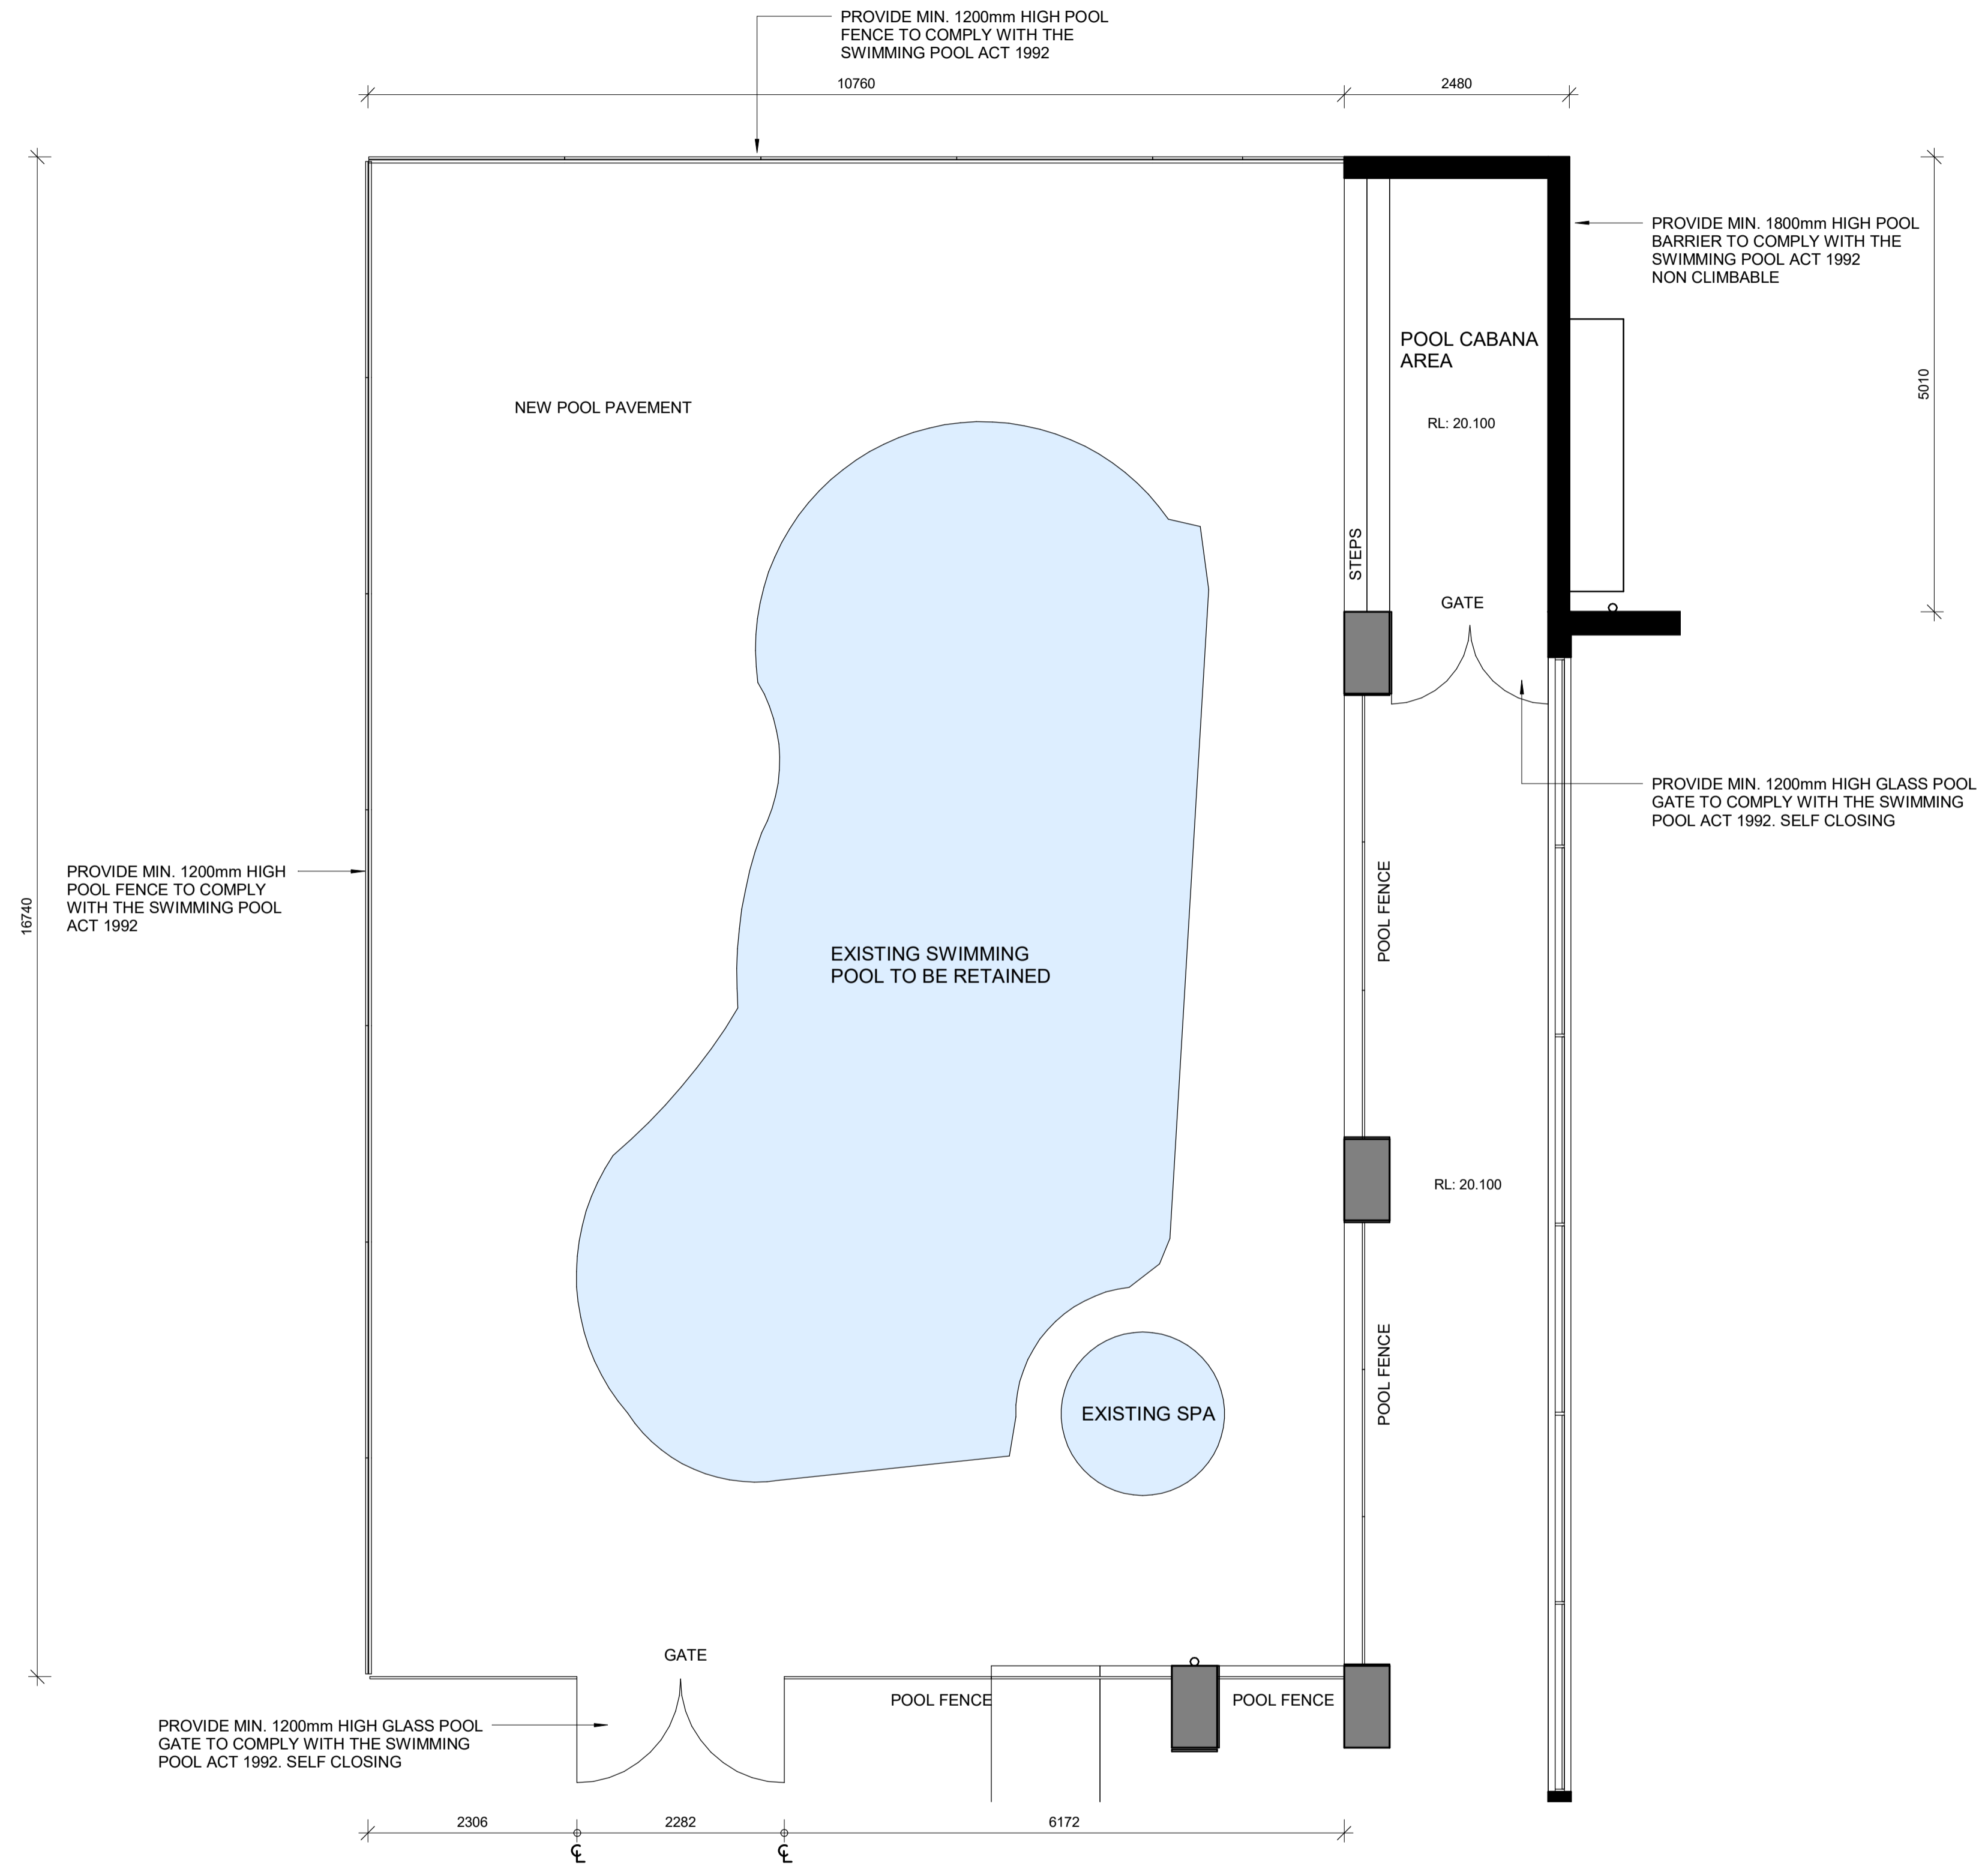 PROVIDE MIN. 1200mm HIGH POOL
FENCE TO COMPLY WITH THE
SWIMMING POOL ACT 1992
10760
2480
PROVIDE MIN. 1800mm HIGH POOL
BARRIER TO COMPLY WITH THE
SWIMMING POOL ACT 1992
NON CLIMBABLE
POOL CABANA
AREA
5010
NEW POOL PAVEMENT
RL: 20.100
STEPS
GATE
PROVIDE MIN. 1200mm HIGH GLASS POOL
GATE TO COMPLY WITH THE SWIMMING
POOL ACT 1992. SELF CLOSING
PROVIDE MIN. 1200mm HIGH
POOL FENCE TO COMPLY
WITH THE SWIMMING POOL
ACT 1992
16740
POOL FENCE
EXISTING SWIMMING
POOL TO BE RETAINED
RL: 20.100
POOL FENCE
EXISTING SPA
GATE
POOL FENCE
POOL FENCE
PROVIDE MIN. 1200mm HIGH GLASS POOL
GATE TO COMPLY WITH THE SWIMMING
POOL ACT 1992. SELF CLOSING
2306
2282
6172
℄
℄